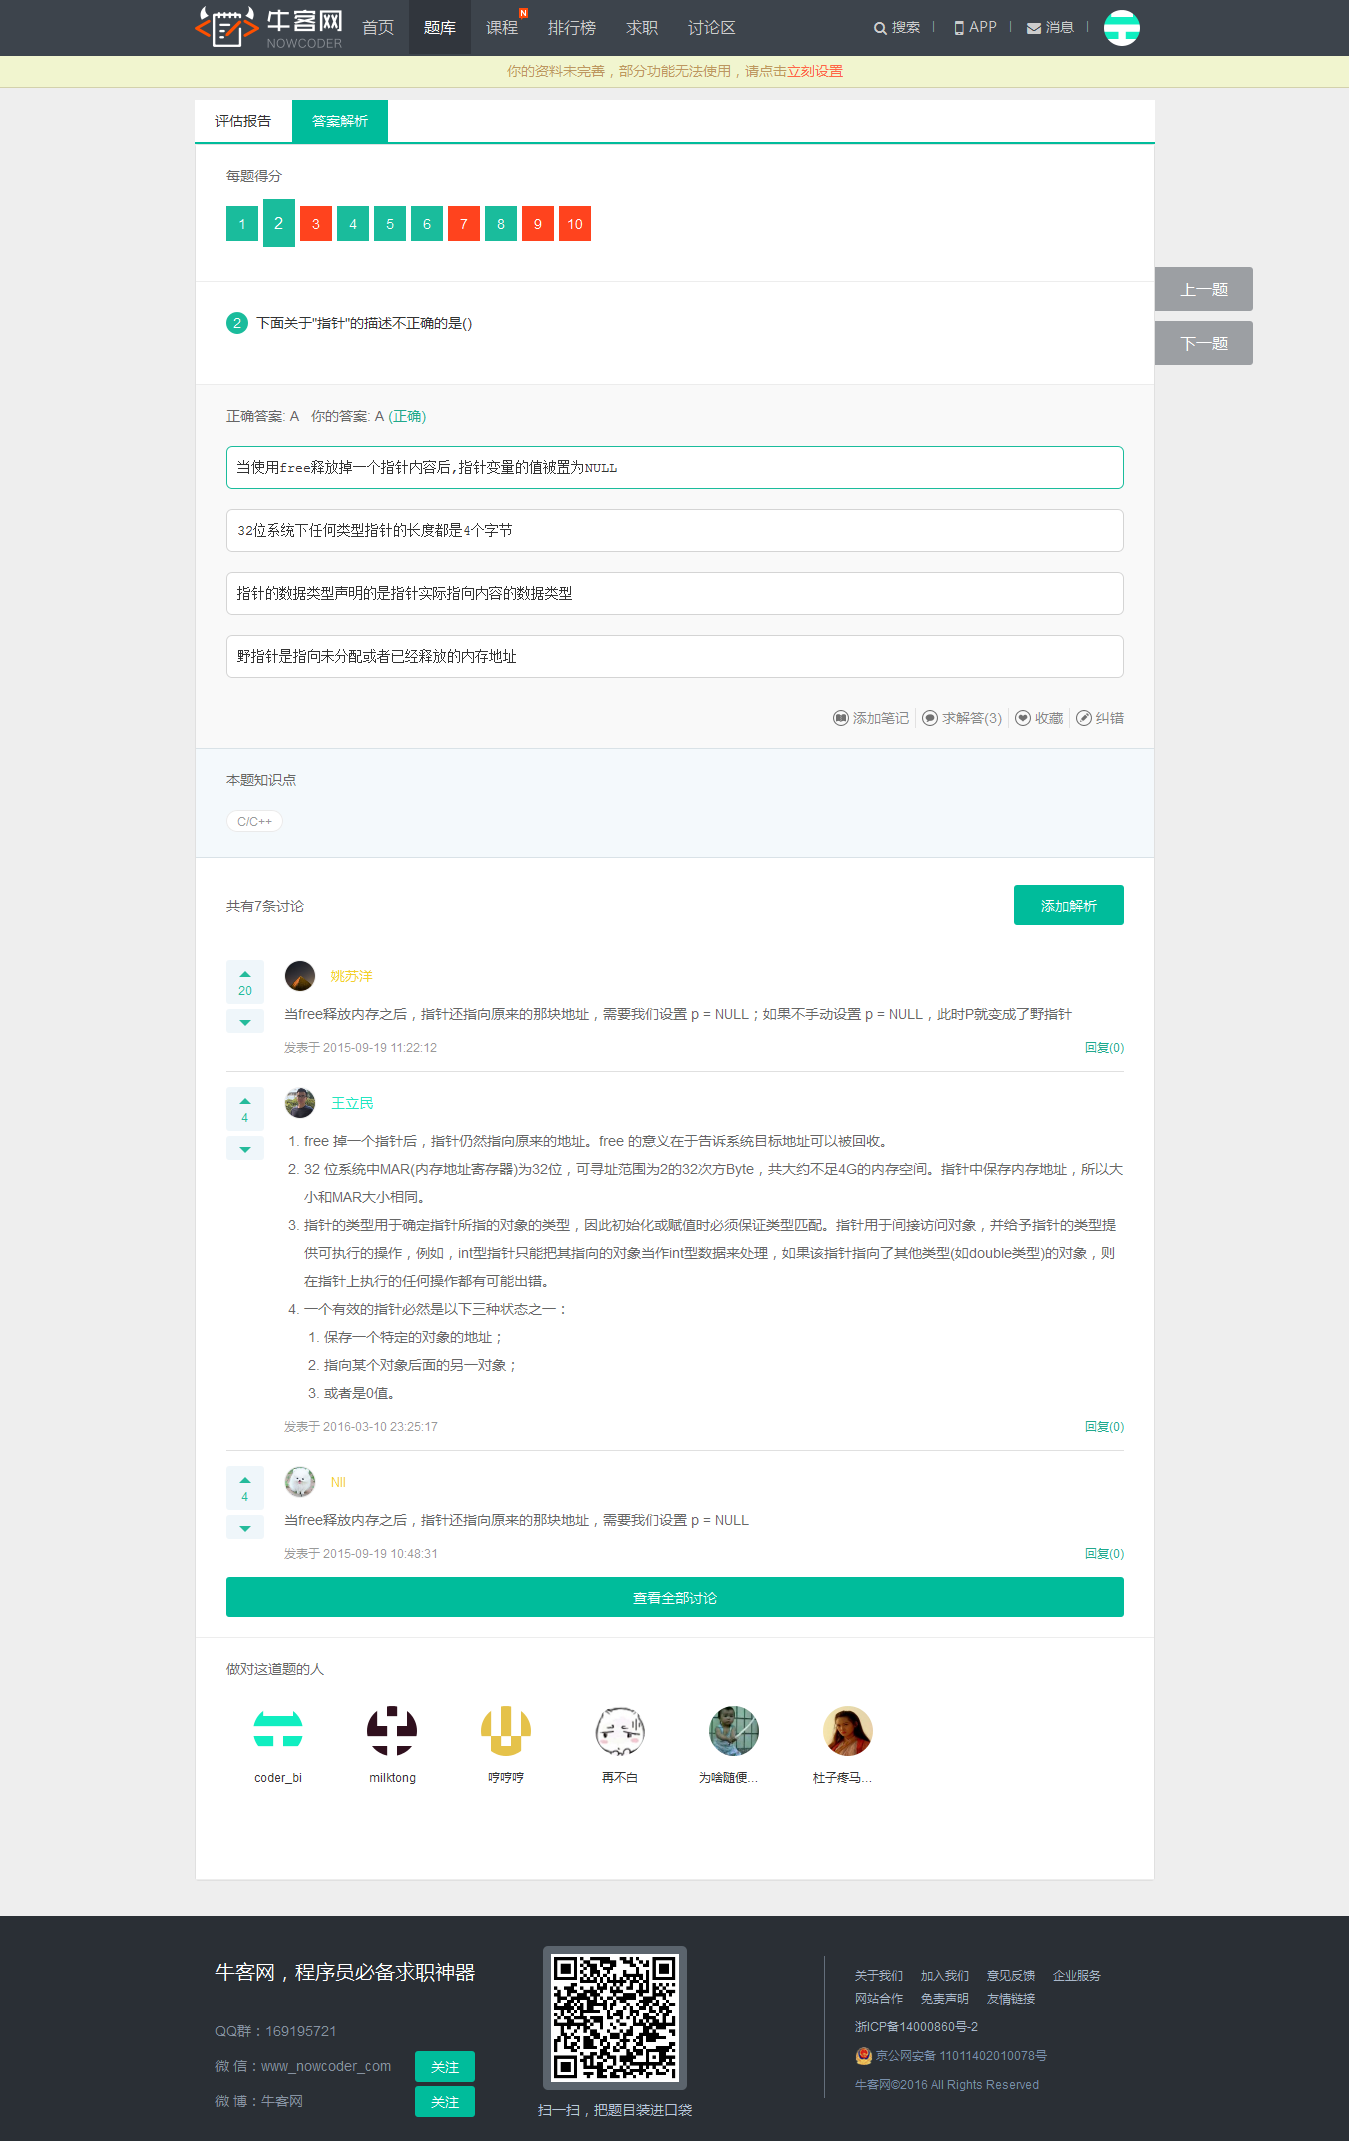 牛客网
NOWCODER
首页 题库 课程 N 排行榜 求职 讨论区 搜索 APP 消息
你的资料未完善，部分功能无法使用，请点击立刻设置
评估报告 答案解析
每题得分
1 2 3 4 5 6 7 8 9 10
上一题
2 下面关于"指针"的描述不正确的是()
下一题
正确答案: A 你的答案: A (正确)
当使用free释放掉一个指针内容后,指针变量的值被置为NULL
32位系统下任何类型指针的长度都是4个字节
指针的数据类型声明的是指针实际指向内容的数据类型
野指针是指向未分配或者已经释放的内存地址
添加笔记 求解答(3) 收藏 纠错
本题知识点
C/C++
共有7条讨论 添加解析
姚苏洋
20
当free释放内存之后，指针还指向原来的那块地址，需要我们设置 p = NULL；如果不手动设置 p = NULL，此时P就变成了野指针
发表于 2015-09-19 11:22:12 回复(0)
王立民
4
1. free 掉一个指针后，指针仍然指向原来的地址。free 的意义在于告诉系统目标地址可以被回收。
2. 32 位系统中MAR(内存地址寄存器)为32位，可寻址范围为2的32次方Byte，共大约不足4G的内存空间。指针中保存内存地址，所以大
小和MAR大小相同。
3. 指针的类型用于确定指针所指的对象的类型，因此初始化或赋值时必须保证类型匹配。指针用于间接访问对象，并给予指针的类型提
供可执行的操作，例如，int型指针只能把其指向的对象当作int型数据来处理，如果该指针指向了其他类型(如double类型)的对象，则
在指针上执行的任何操作都有可能出错。
4. 一个有效的指针必然是以下三种状态之一：
1. 保存一个特定的对象的地址；
2. 指向某个对象后面的另一对象；
3. 或者是0值。
发表于 2016-03-10 23:25:17 回复(0)
NII
4
当free释放内存之后，指针还指向原来的那块地址，需要我们设置 p = NULL
发表于 2015-09-19 10:48:31 回复(0)
查看全部讨论
做对这道题的人
coder_bi milktong 哼哼哼 再不白 为啥随便... 杜子疼马...
牛客网，程序员必备求职神器
QQ群：169195721
微 信：www_nowcoder_com 关注
微 博：牛客网 关注
扫一扫，把题目装进口袋
关于我们 加入我们 意见反馈 企业服务
网站合作 免责声明 友情链接
浙ICP备14000860号-2
京公网安备 11011402010078号
牛客网©2016 All Rights Reserved